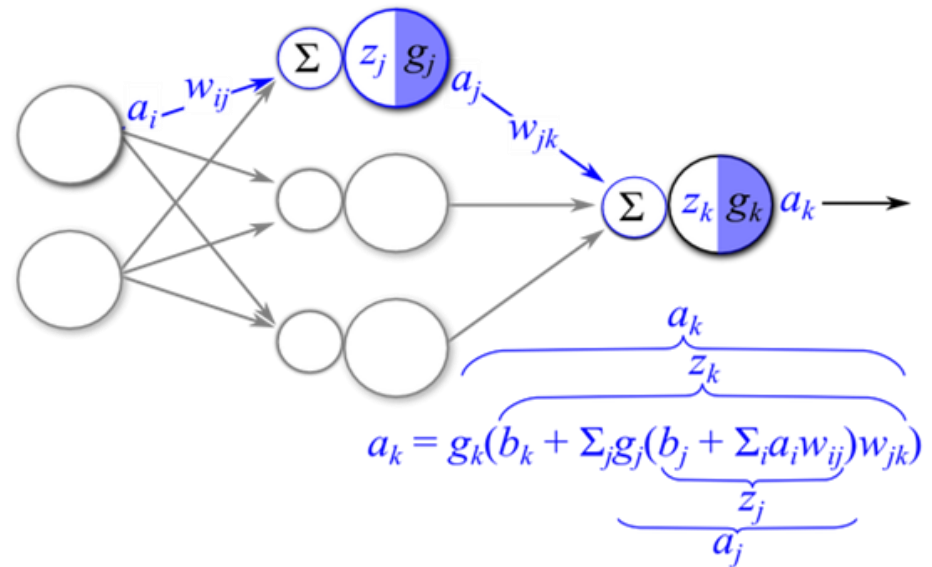 Σ z_j g_j
a_i w_ij a_j
w_jk
Σ z_k g_k a_k
a_k
z_k
a_k = g_k(b_k + Σ_j g_j(b_j + Σ_i a_i w_ij)w_jk)
z_j
a_j